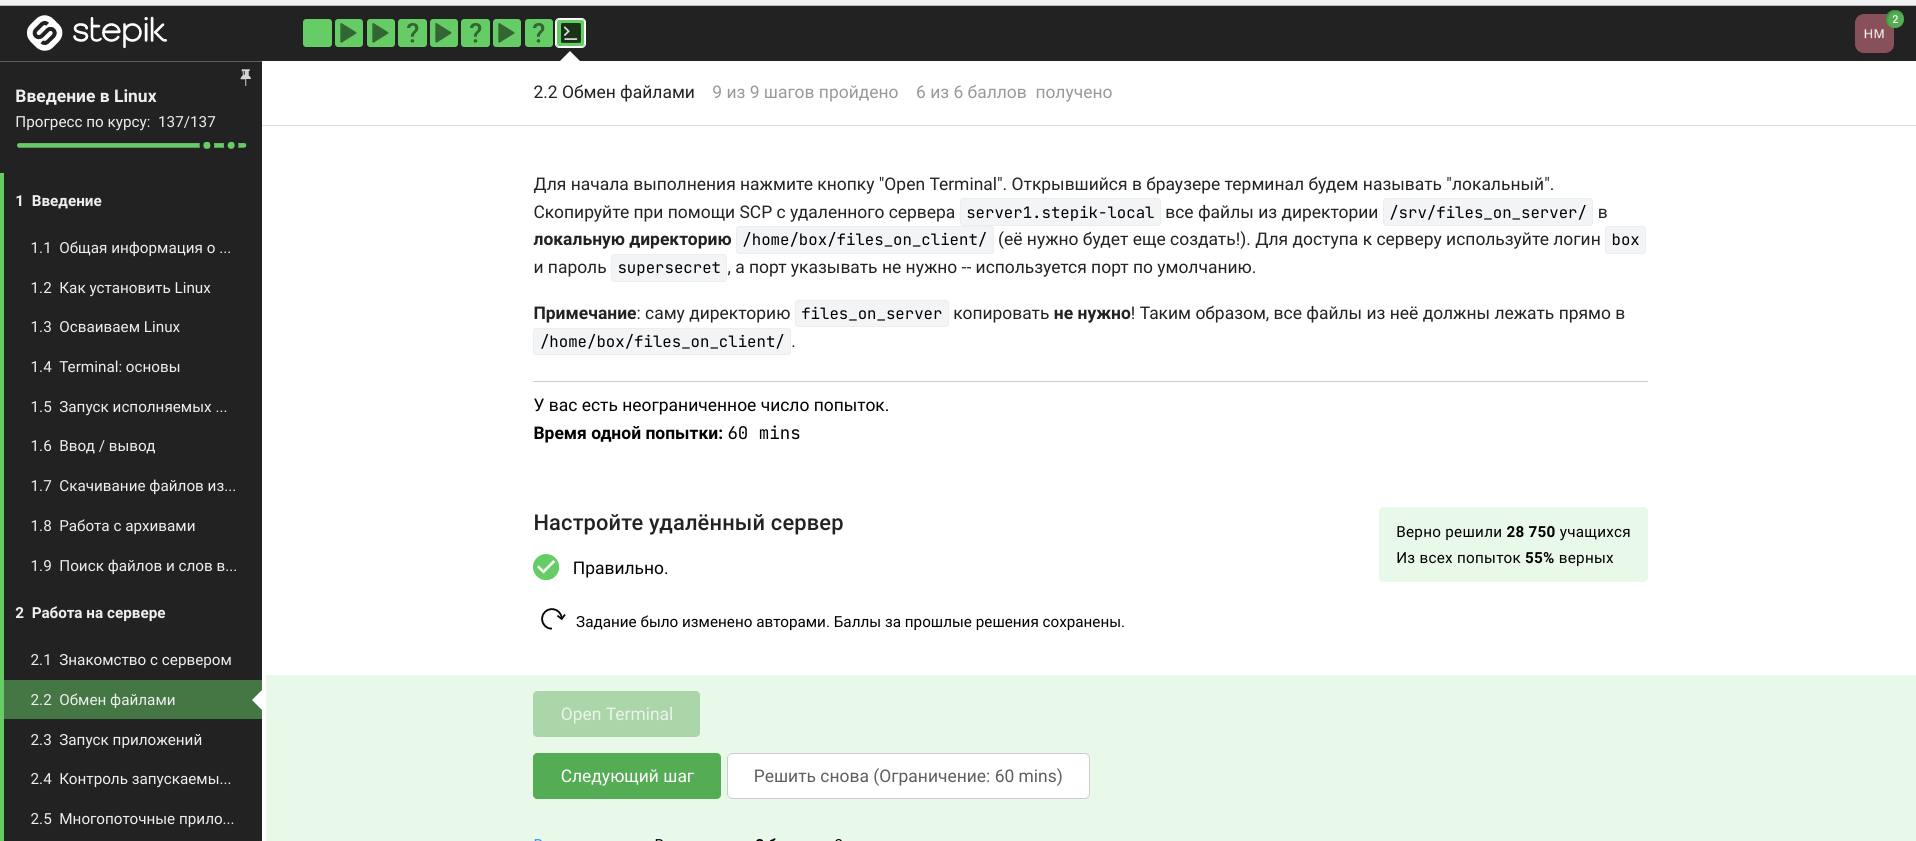 stepik
?
?
?
2
HM
Введение в Linux
Прогресс по курсу: 137/137
1 Введение
1.1 Общая информация о ...
1.2 Как установить Linux
1.3 Осваиваем Linux
1.4 Terminal: основы
1.5 Запуск исполняемых ...
1.6 Ввод / вывод
1.7 Скачивание файлов из...
1.8 Работа с архивами
1.9 Поиск файлов и слов в...
2 Работа на сервере
2.1 Знакомство с сервером
2.2 Обмен файлами
2.3 Запуск приложений
2.4 Контроль запускаемы...
2.5 Многопоточные прило...
2.2 Обмен файлами 9 из 9 шагов пройдено 6 из 6 баллов получено
Для начала выполнения нажмите кнопку "Open Terminal". Открывшийся в браузере терминал будем называть "локальный".
Скопируйте при помощи SCP с удаленного сервера server1.stepik-local все файлы из директории /srv/files_on_server/ в
локальную директорию /home/box/files_on_client/ (её нужно будет еще создать!). Для доступа к серверу используйте логин box
и пароль supersecret, а порт указывать не нужно -- используется порт по умолчанию.
Примечание: саму директорию files_on_server копировать не нужно! Таким образом, все файлы из неё должны лежать прямо в
/home/box/files_on_client/.
У вас есть неограниченное число попыток.
Время одной попытки: 60 mins
Настройте удалённый сервер
Правильно.
Верно решили 28 750 учащихся
Из всех попыток 55% верных
Задание было изменено авторами. Баллы за прошлые решения сохранены.
Open Terminal
Следующий шаг
Решить снова (Ограничение: 60 mins)